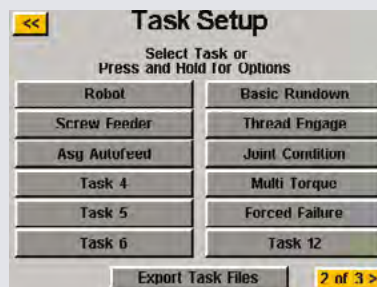 <<
Task Setup
Select Task or
Press and Hold for Options
Robot
Basic Rundown
Screw Feeder
Thread Engage
Asg Autofeed
Joint Condition
Task 4
Multi Torque
Task 5
Forced Failure
Task 6
Task 12
Export Task Files
2 of 3 >